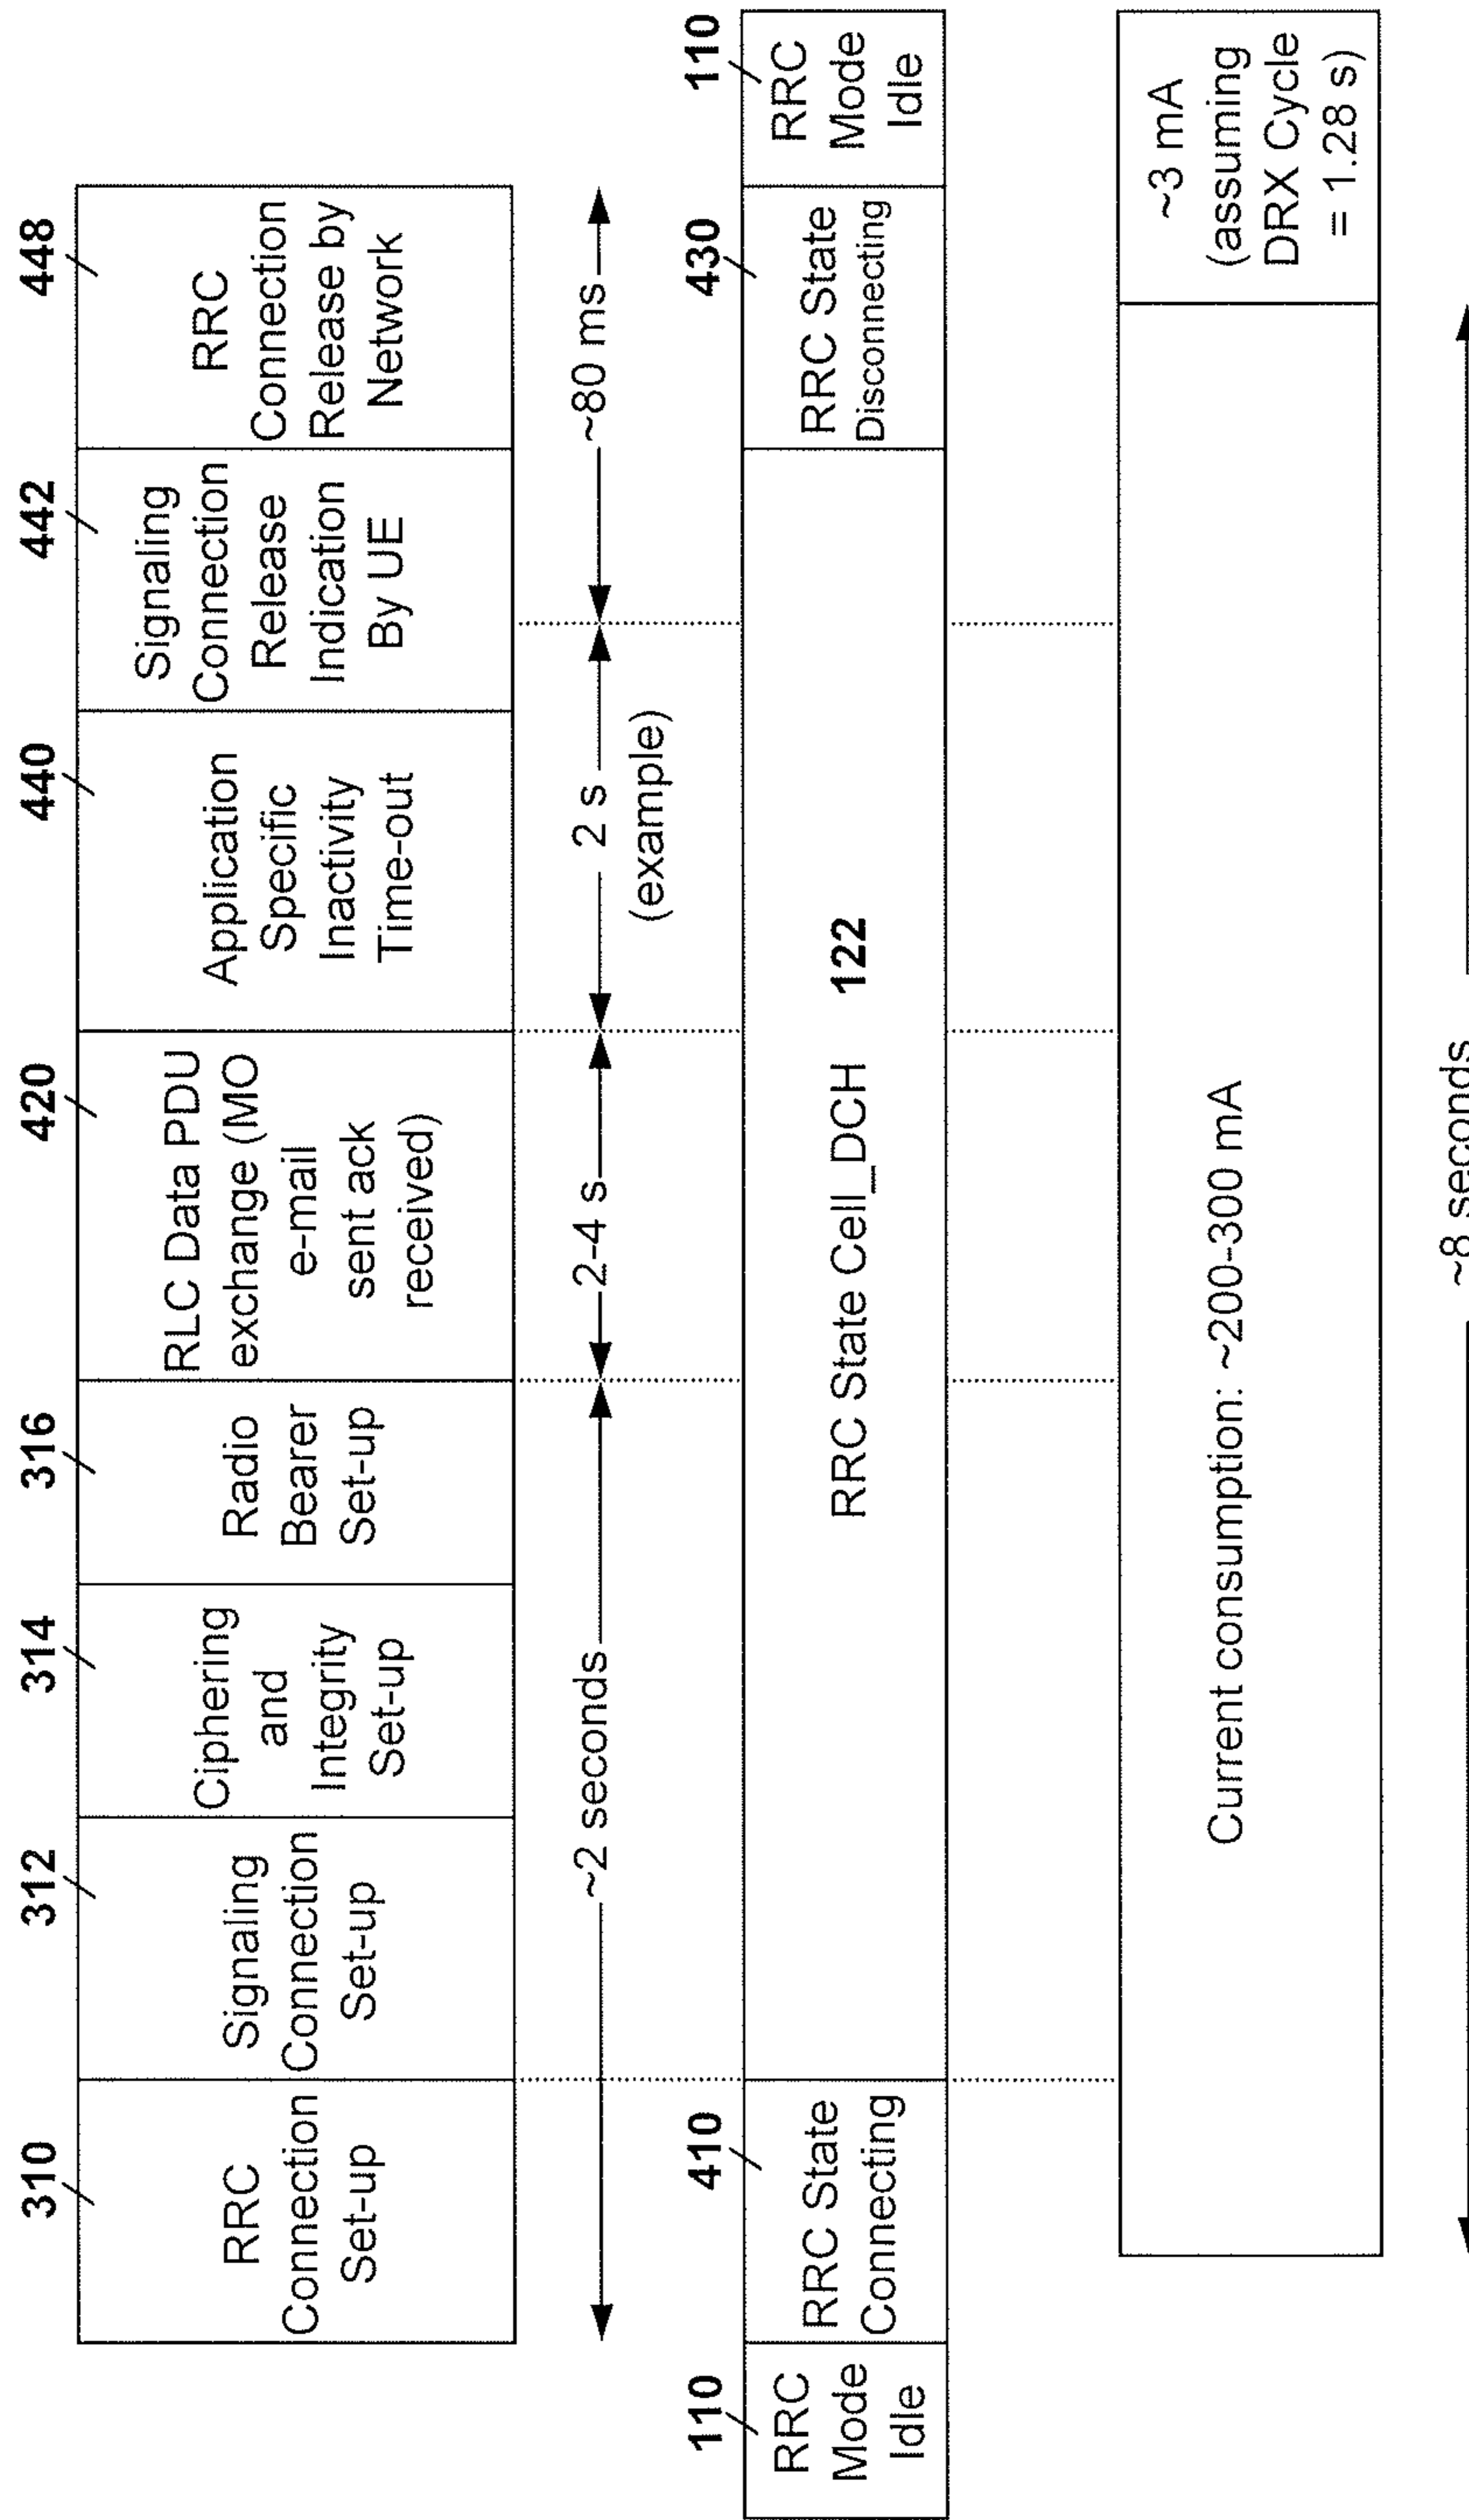 310
312
314
316
420
440
442
448
RRC
Connection
Set-up
Signaling
Connection
Set-up
Ciphering
and
Integrity
Set-up
Radio
Bearer
Set-up
RLC Data PDU
exchange (MO
e-mail
sent ack
received)
Application
Specific
Inactivity
Time-out
Signaling
Connection
Release
Indication
By UE
RRC
Connection
Release by
Network
~2 seconds
2-4 s
2 s
(example)
~80 ms
110
410
430
110
RRC
Mode
Idle
RRC State
Connecting
RRC State Cell_DCH 122
RRC State
Disconnecting
RRC
Mode
Idle
Current consumption: ~200-300 mA
~3 mA
(assuming
DRX Cycle
= 1.28 s)
~8 seconds